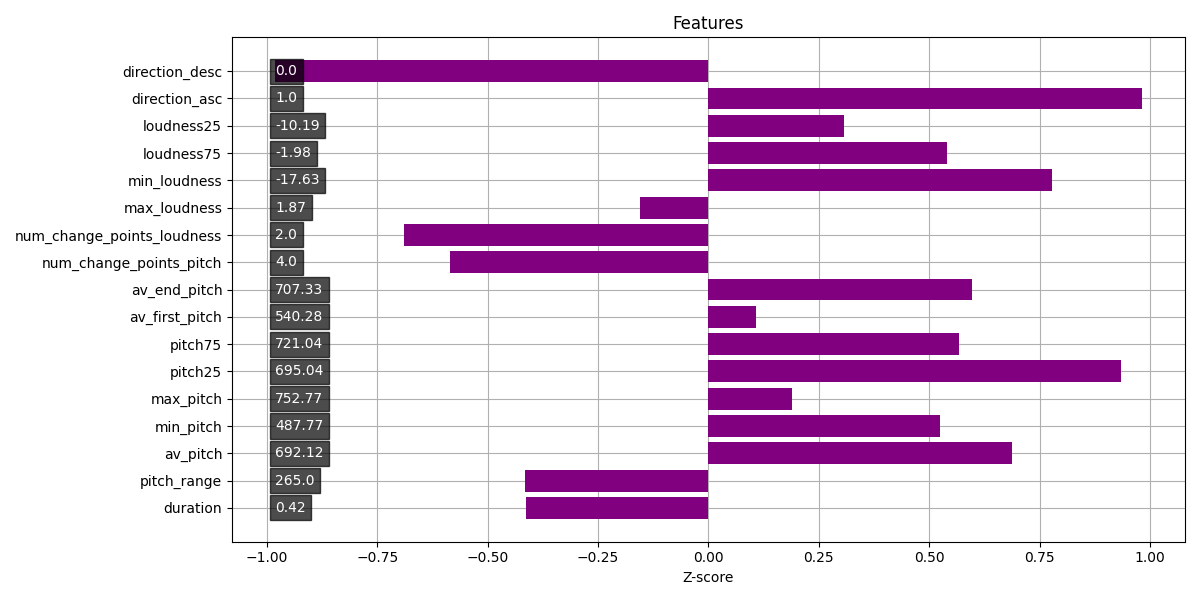 Features
direction_desc 0.0
direction_asc 1.0
loudness25 -10.19
loudness75 -1.98
min_loudness -17.63
max_loudness 1.87
num_change_points_loudness 2.0
num_change_points_pitch 4.0
av_end_pitch 707.33
av_first_pitch 540.28
pitch75 721.04
pitch25 695.04
max_pitch 752.77
min_pitch 487.77
av_pitch 692.12
pitch_range 265.0
duration 0.42
−1.00 −0.75 −0.50 −0.25 0.00 0.25 0.50 0.75 1.00
Z-score